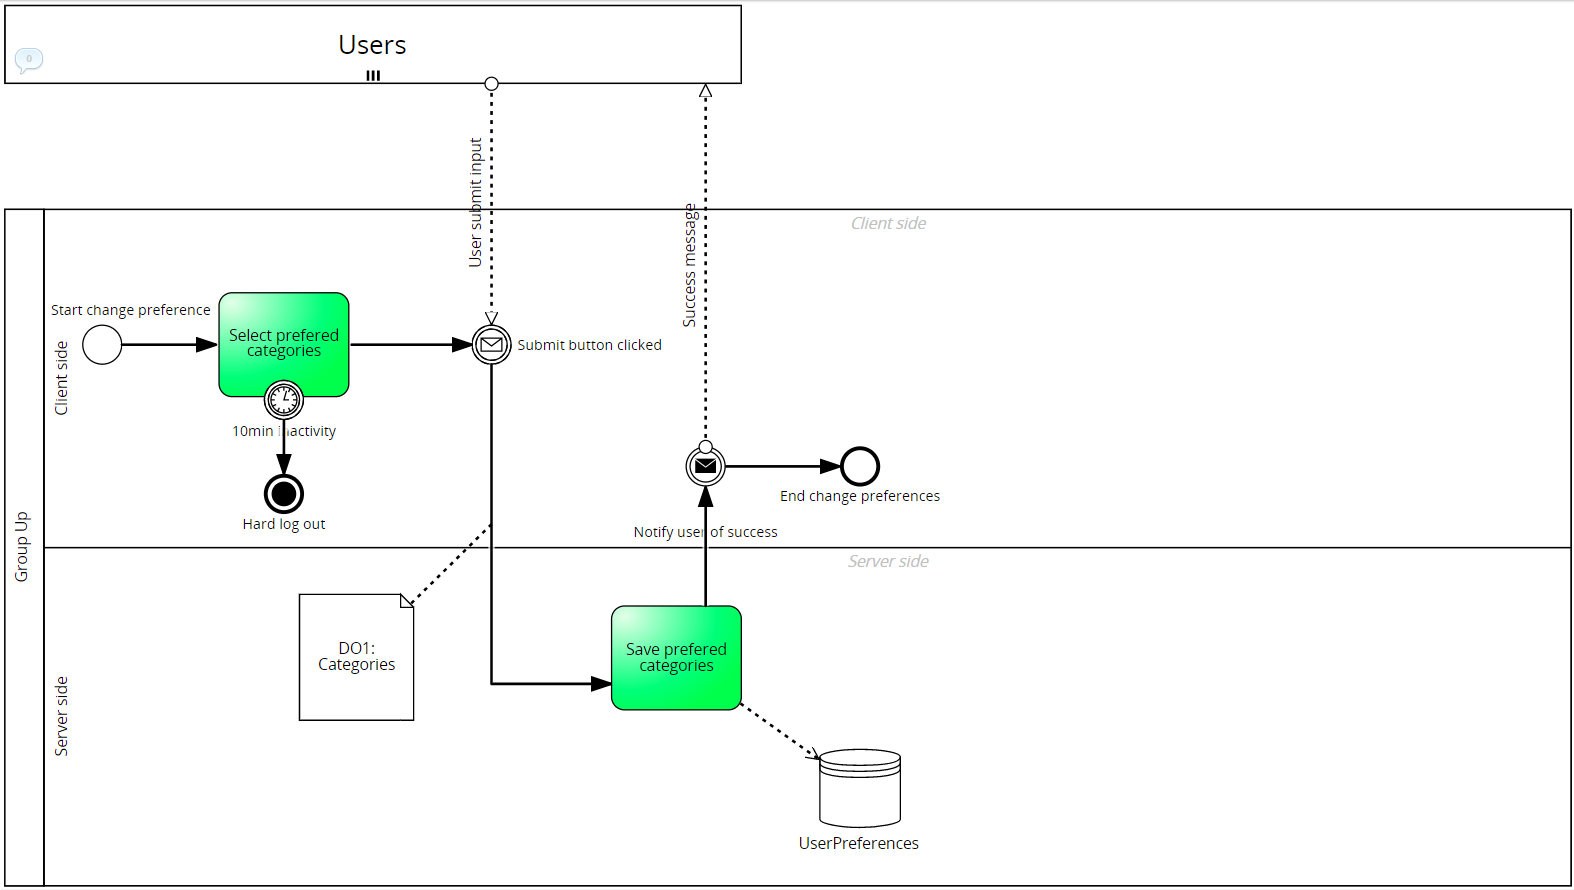 Users
0
User submit input
Success message
Client side
Group Up
Client side
Start change preference
Select prefered
categories
Submit button clicked
10min inactivity
Hard log out
End change preferences
Notify user of success
Server side
Server side
DO1:
Categories
Save prefered
categories
UserPreferences